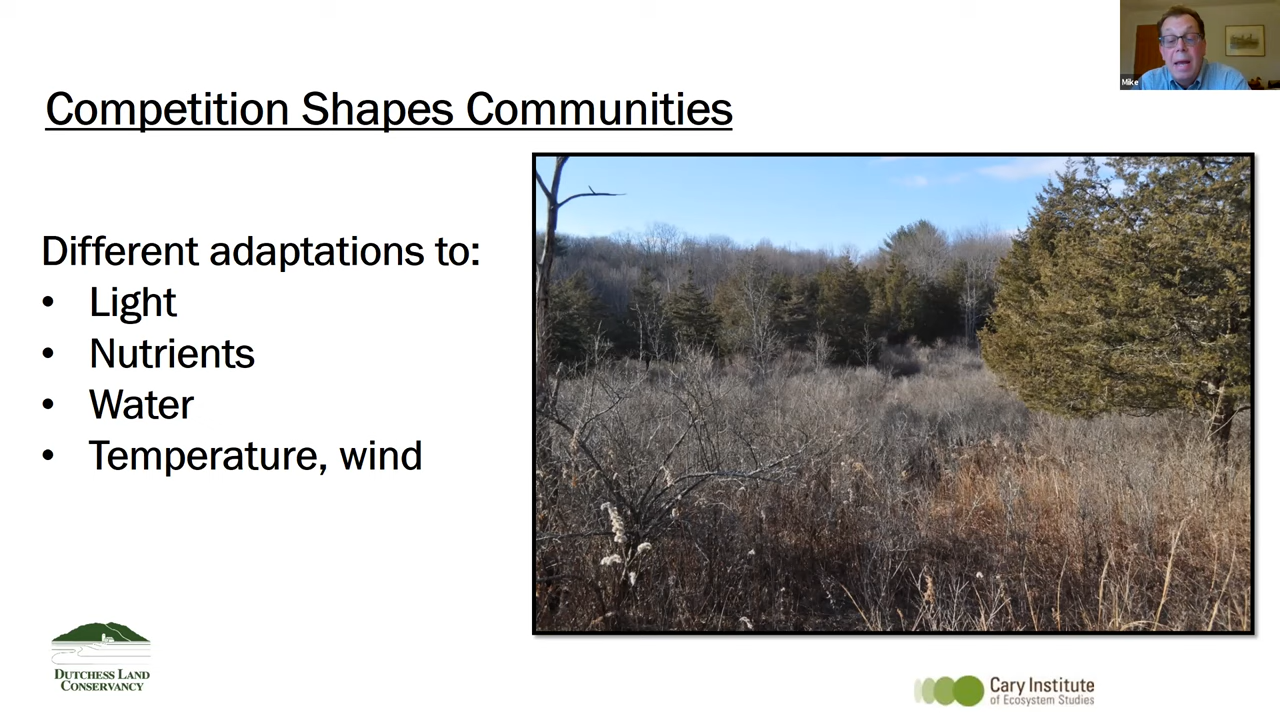 Mike
Competition Shapes Communities
Different adaptations to:
• Light
• Nutrients
• Water
• Temperature, wind
DUTCHESS LAND
CONSERVANCY
Cary Institute
of Ecosystem Studies